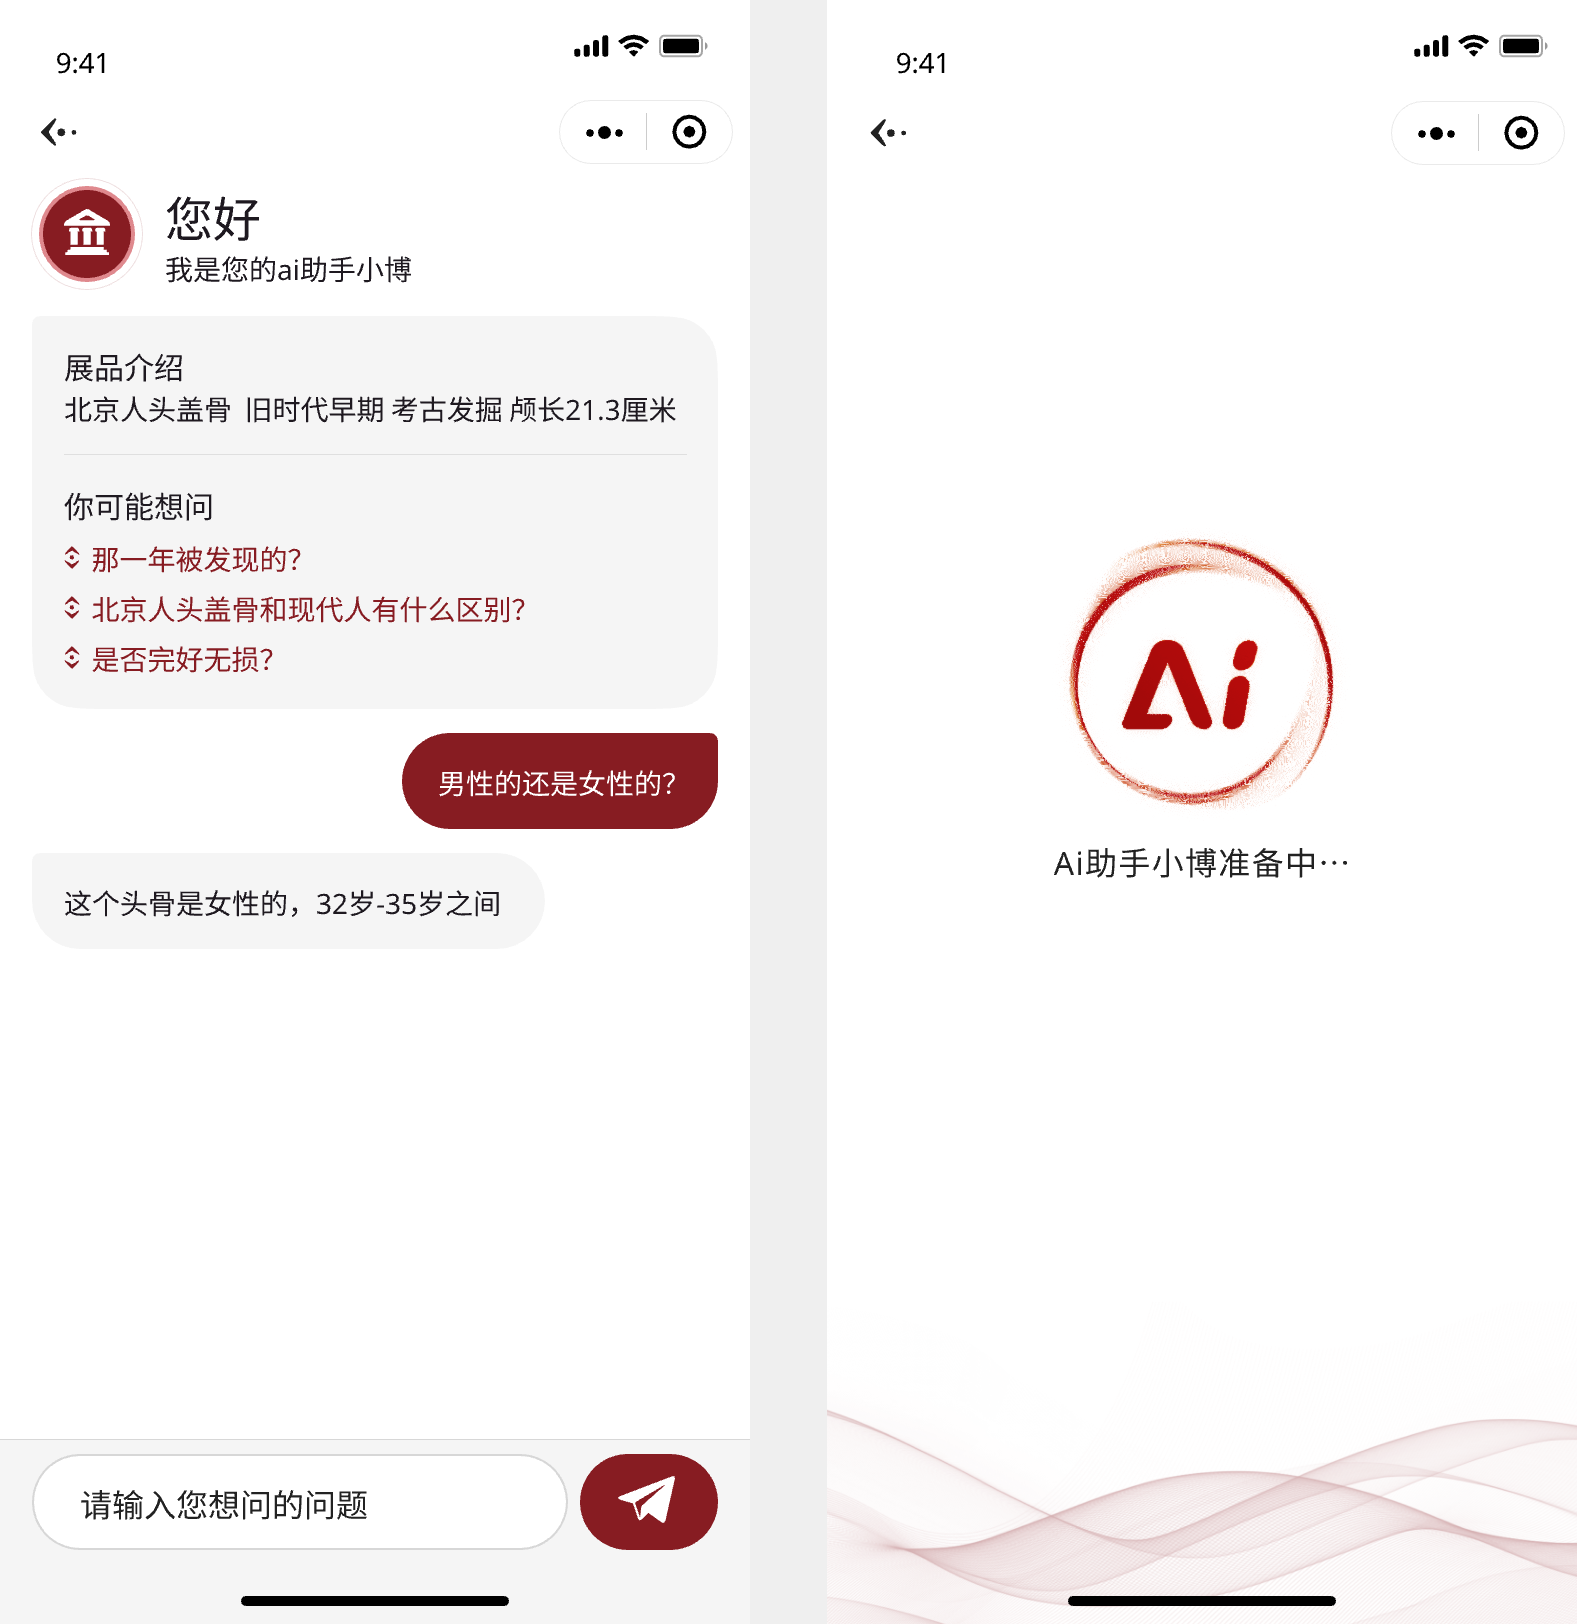 9:41
您好
我是您的ai助手小博
展品介绍
北京人头盖骨 旧时代早期 考古发掘 颅长21.3厘米
你可能想问
那一年被发现的？
北京人头盖骨和现代人有什么区别？
是否完好无损？
男性的还是女性的？
这个头骨是女性的，32岁-35岁之间
请输入您想问的问题
9:41
Ai
Ai助手小博准备中···